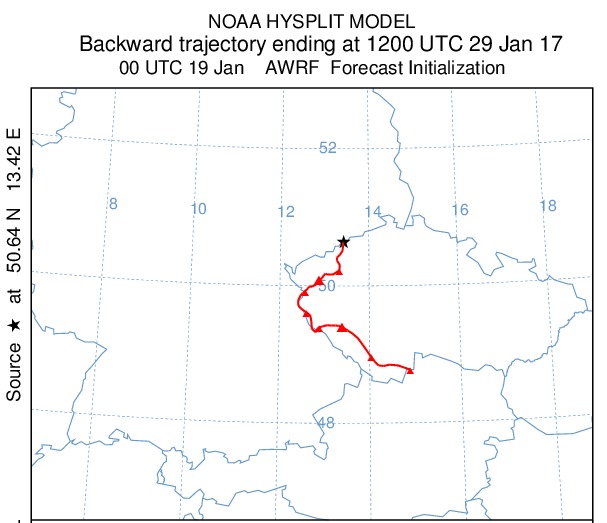 NOAA HYSPLIT MODEL
Backward trajectory ending at 1200 UTC 29 Jan 17
00 UTC 19 Jan AWRF Forecast Initialization
Source ★ at 50.64 N 13.42 E
52
8
10
12
14
16
18
50
48